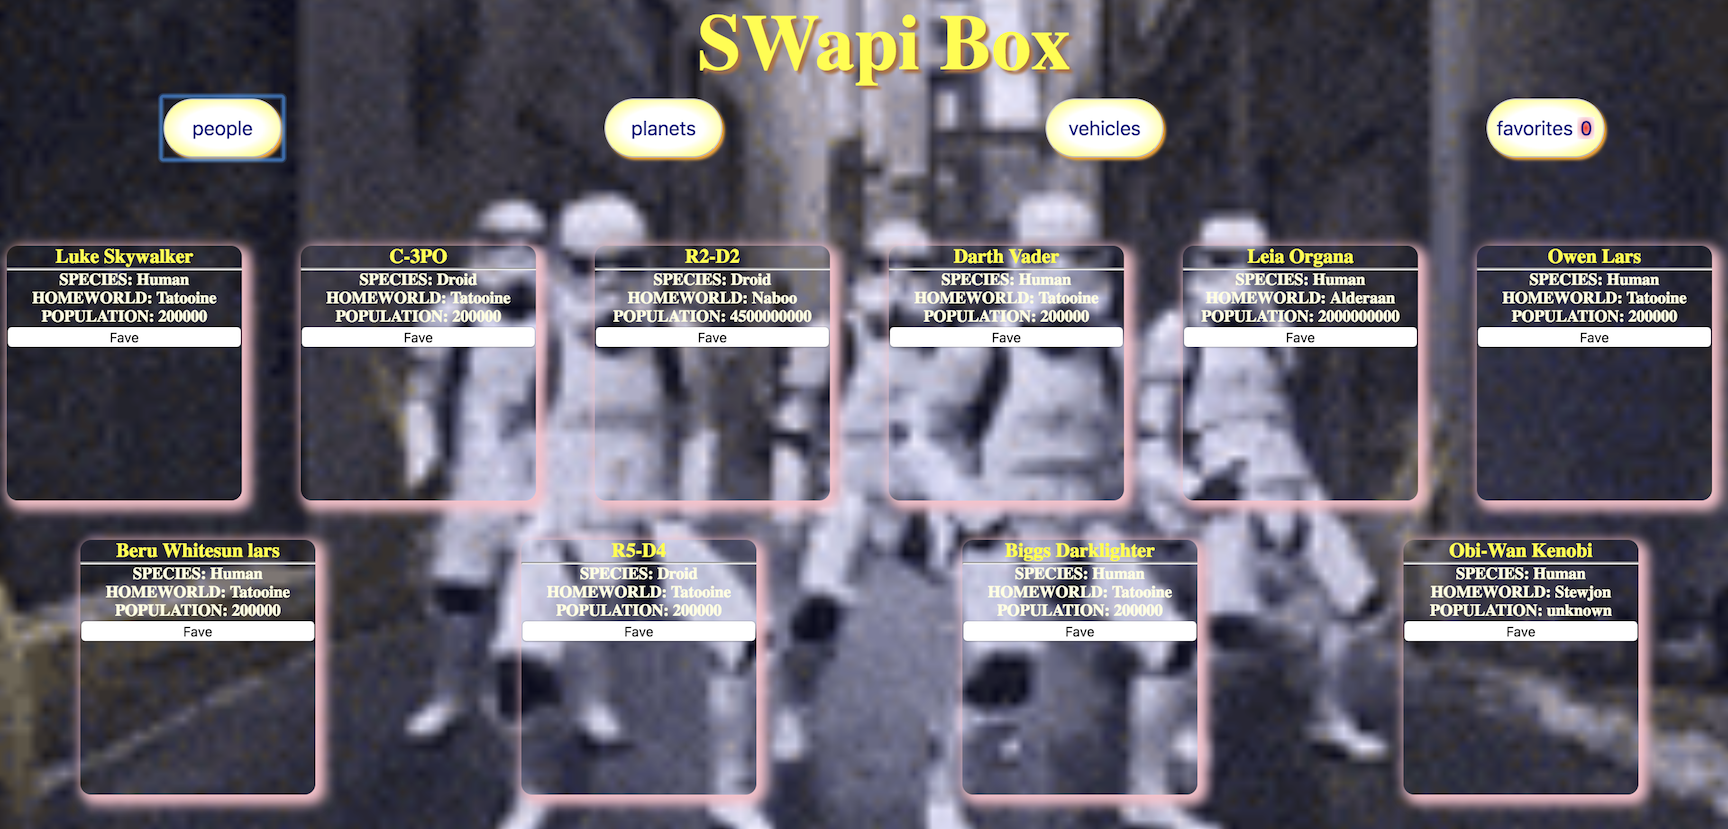 SWapi Box
people
planets
vehicles
favorites 0
Luke Skywalker
SPECIES: Human
HOMEWORLD: Tatooine
POPULATION: 200000
Fave
C-3PO
SPECIES: Droid
HOMEWORLD: Tatooine
POPULATION: 200000
Fave
R2-D2
SPECIES: Droid
HOMEWORLD: Naboo
POPULATION: 4500000000
Fave
Darth Vader
SPECIES: Human
HOMEWORLD: Tatooine
POPULATION: 200000
Fave
Leia Organa
SPECIES: Human
HOMEWORLD: Alderaan
POPULATION: 2000000000
Fave
Owen Lars
SPECIES: Human
HOMEWORLD: Tatooine
POPULATION: 200000
Fave
Beru Whitesun lars
SPECIES: Human
HOMEWORLD: Tatooine
POPULATION: 200000
Fave
R5-D4
SPECIES: Droid
HOMEWORLD: Tatooine
POPULATION: 200000
Fave
Biggs Darklighter
SPECIES: Human
HOMEWORLD: Tatooine
POPULATION: 200000
Fave
Obi-Wan Kenobi
SPECIES: Human
HOMEWORLD: Stewjon
POPULATION: unknown
Fave